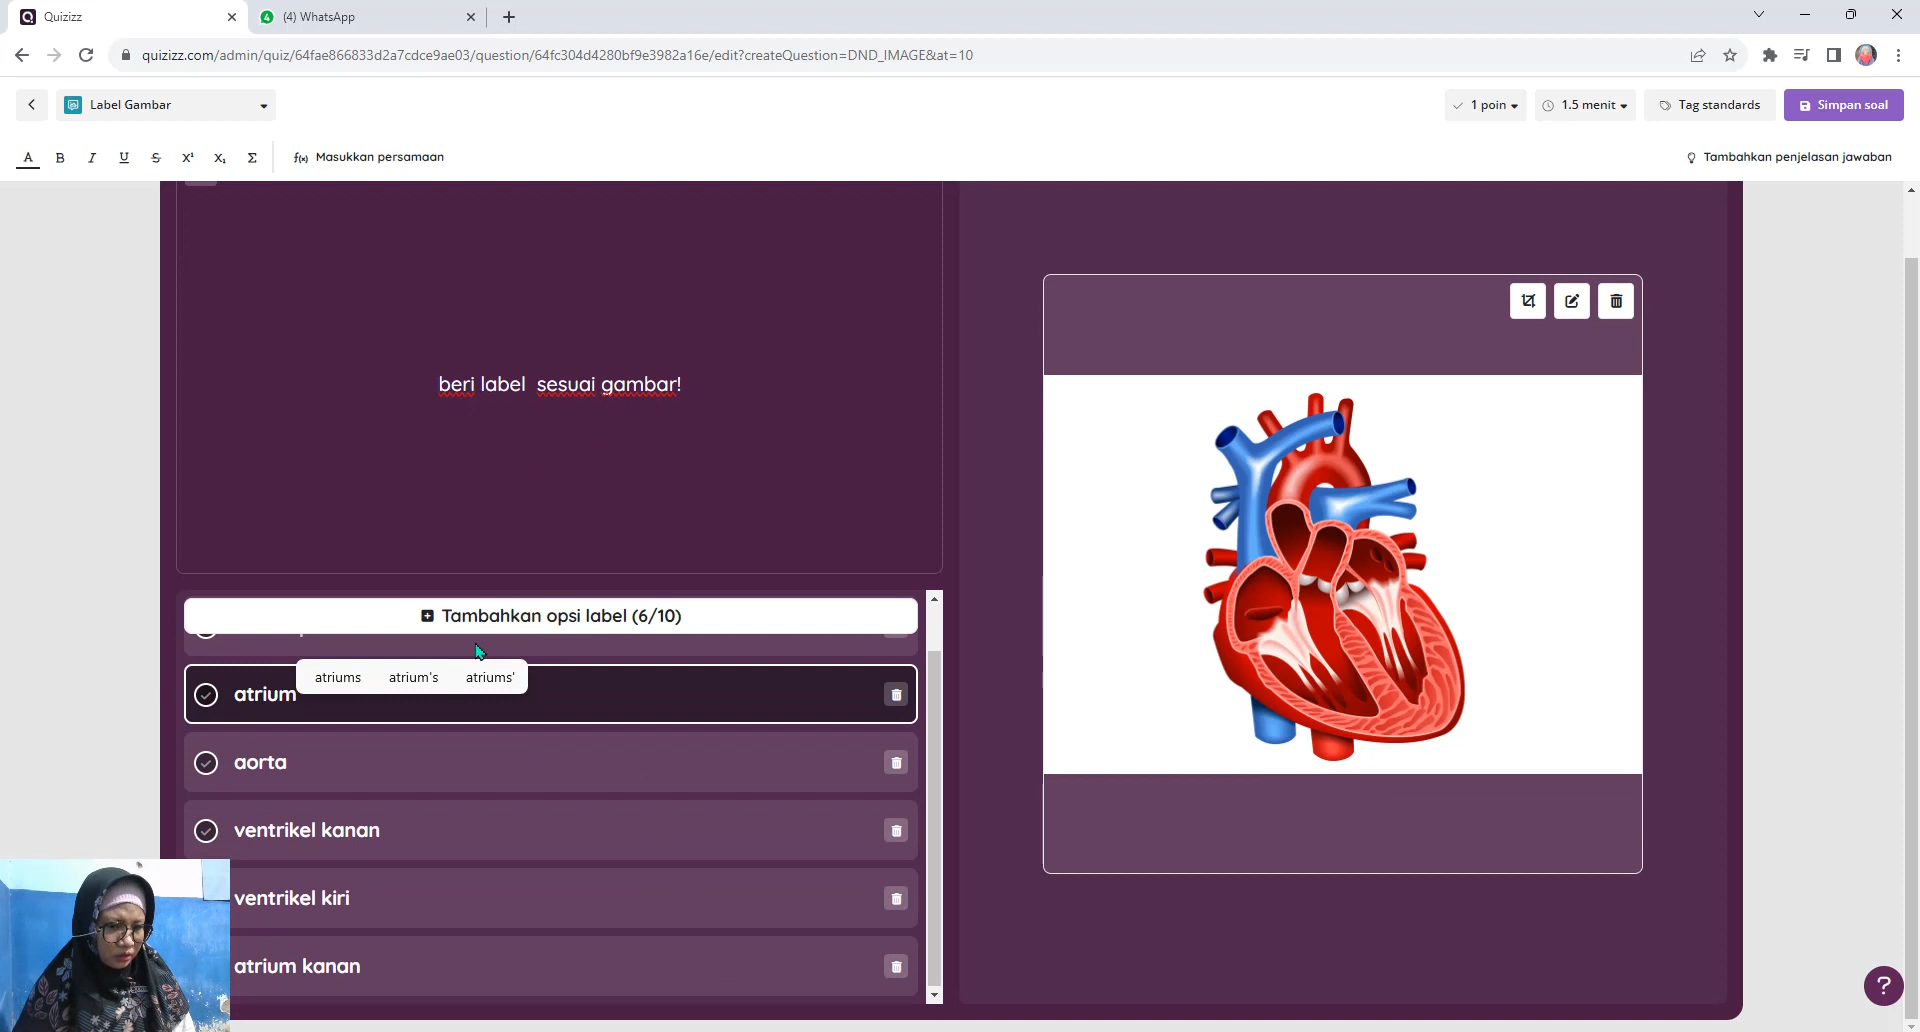 Quizizz
(4) WhatsApp
quizizz.com/admin/quiz/64fae866833d2a7cdce9ae03/question/64fc304d4280bf9e3982a16e/edit?createQuestion=DND_IMAGE&at=10
Label Gambar
1 poin
1.5 menit
Tag standards
Simpan soal
A B I U S X¹ X₁ Σ
f(x) Masukkan persamaan
Tambahkan penjelasan jawaban
beri label sesuai gambar!
Tambahkan opsi label (6/10)
atriums atrium's atriums'
atrium
aorta
ventrikel kanan
ventrikel kiri
atrium kanan
?